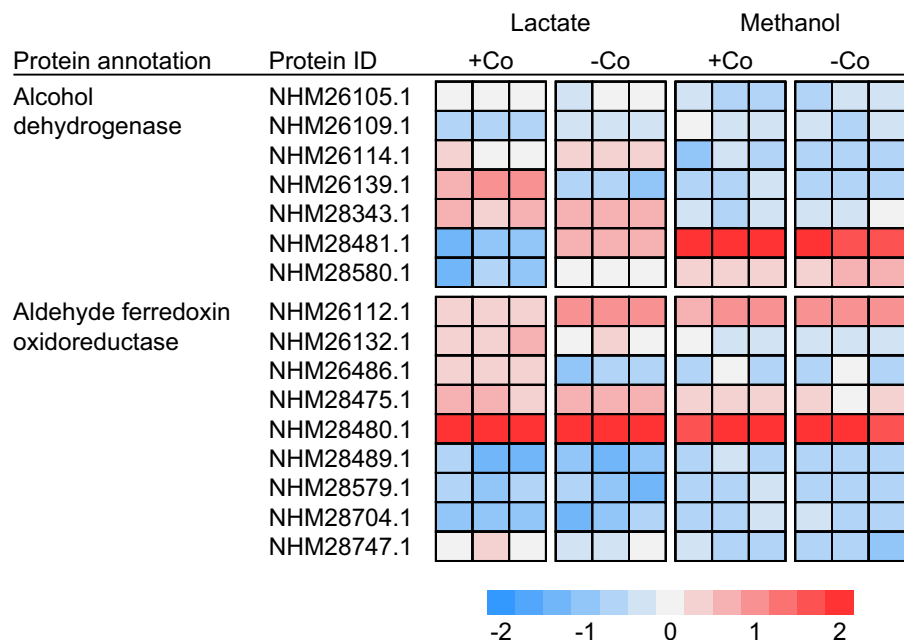 Lactate Methanol
Protein annotation Protein ID +Co -Co +Co -Co
Alcohol NHM26105.1
dehydrogenase NHM26109.1
NHM26114.1
NHM26139.1
NHM28343.1
NHM28481.1
NHM28580.1
Aldehyde ferredoxin NHM26112.1
oxidoreductase NHM26132.1
NHM26486.1
NHM28475.1
NHM28480.1
NHM28489.1
NHM28579.1
NHM28704.1
NHM28747.1
-2 -1 0 1 2